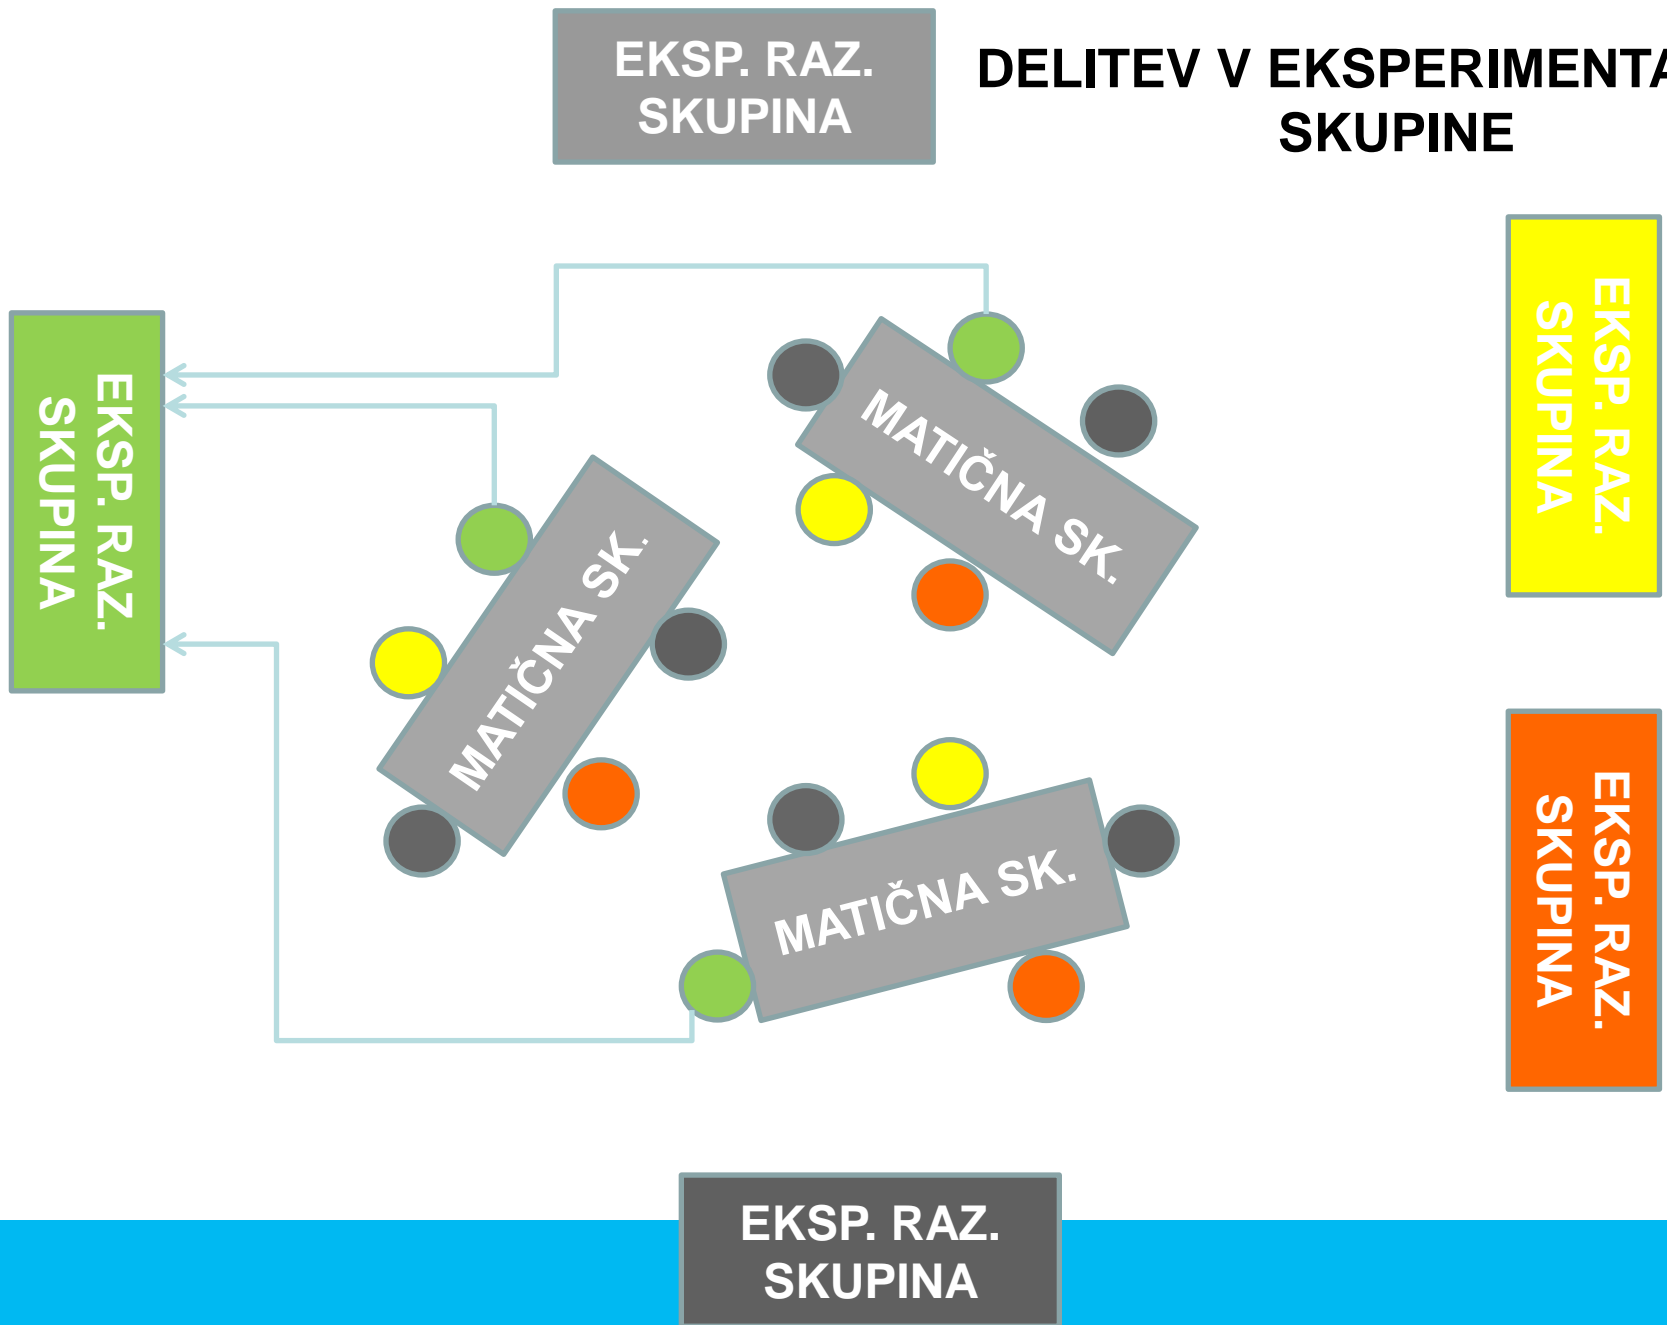 EKSP. RAZ.
SKUPINA
DELITEV V EKSPERIMENTA
SKUPINE
EKSP. RAZ.
SKUPINA
MATIČNA SK.
MATIČNA SK.
MATIČNA SK.
EKSP. RAZ.
SKUPINA
EKSP. RAZ.
SKUPINA
EKSP. RAZ.
SKUPINA